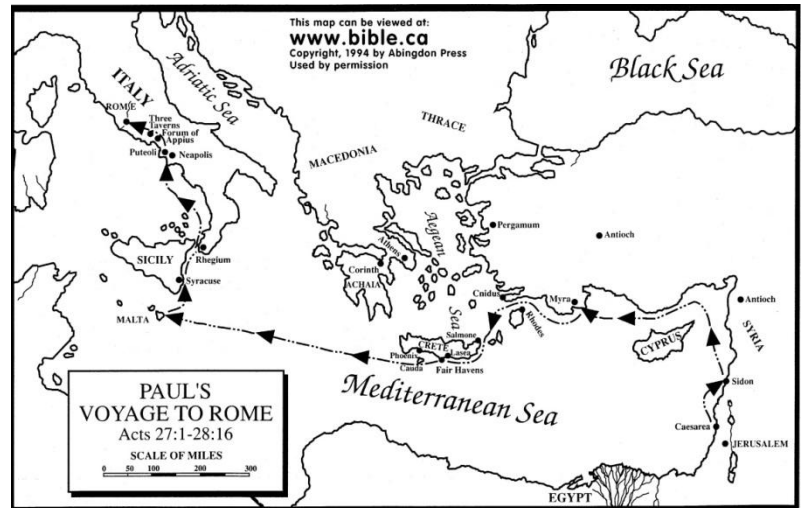 This map can be viewed at:
www.bible.ca
Copyright, 1994 by Abingdon Press
Used by permission
Black Sea
Adriatic Sea
ITALY
ROME
Three
Taverns
Forum of
Appius
Puteoli
Neapolis
THRACE
MACEDONIA
Aegean
Sea
Pergamum
Antioch
SICILY
Rhegium
Athens
Corinth
ACHAIA
Syracuse
Cnidus
Myra
Antioch
MALTA
Rhodes
Salmone
CRETE
Phoenix
Lasea
Cauda
Fair Havens
CYPRUS
SYRIA
Mediterranean Sea
Sidon
Caesarea
JERUSALEM
EGYPT
PAUL'S
VOYAGE TO ROME
Acts 27:1-28:16
SCALE OF MILES
0 50 100 200 300